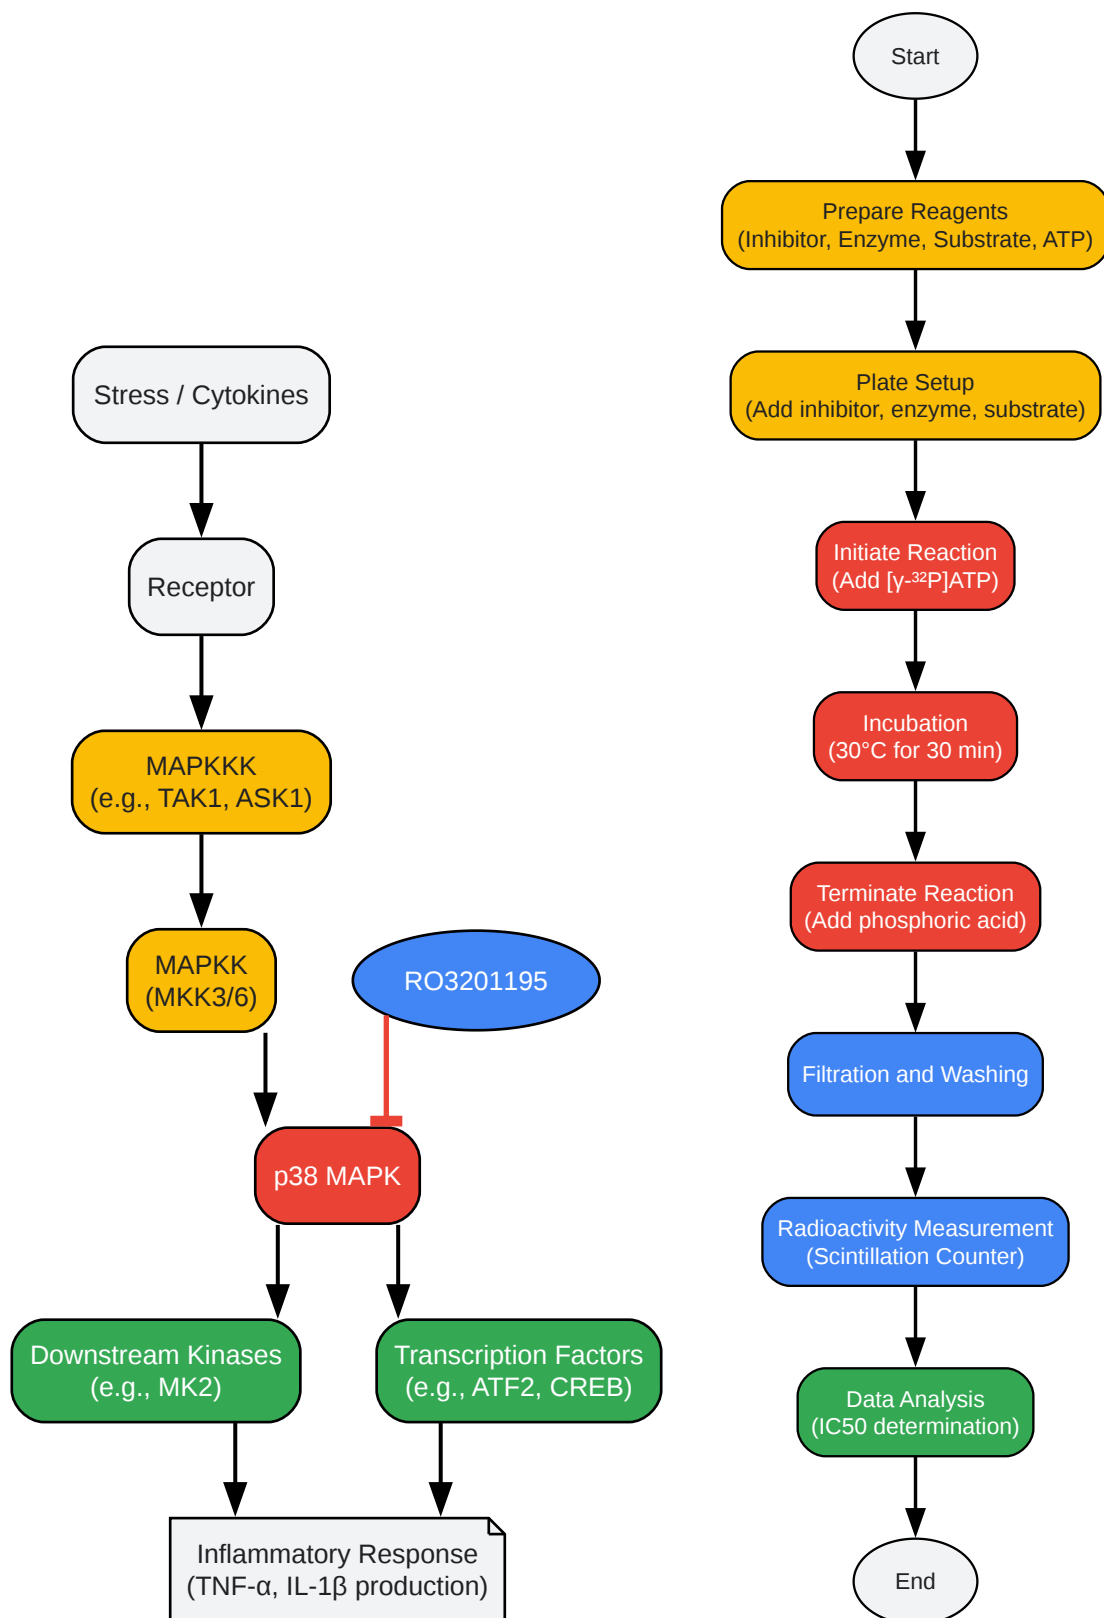 Stress / Cytokines
Receptor
MAPKKK
(e.g., TAK1, ASK1)
MAPKK
(MKK3/6)
RO3201195
p38 MAPK
Downstream Kinases
(e.g., MK2)
Transcription Factors
(e.g., ATF2, CREB)
Inflammatory Response
(TNF-α, IL-1β production)
Start
Prepare Reagents
(Inhibitor, Enzyme, Substrate, ATP)
Plate Setup
(Add inhibitor, enzyme, substrate)
Initiate Reaction
(Add [γ-³²P]ATP)
Incubation
(30°C for 30 min)
Terminate Reaction
(Add phosphoric acid)
Filtration and Washing
Radioactivity Measurement
(Scintillation Counter)
Data Analysis
(IC50 determination)
End